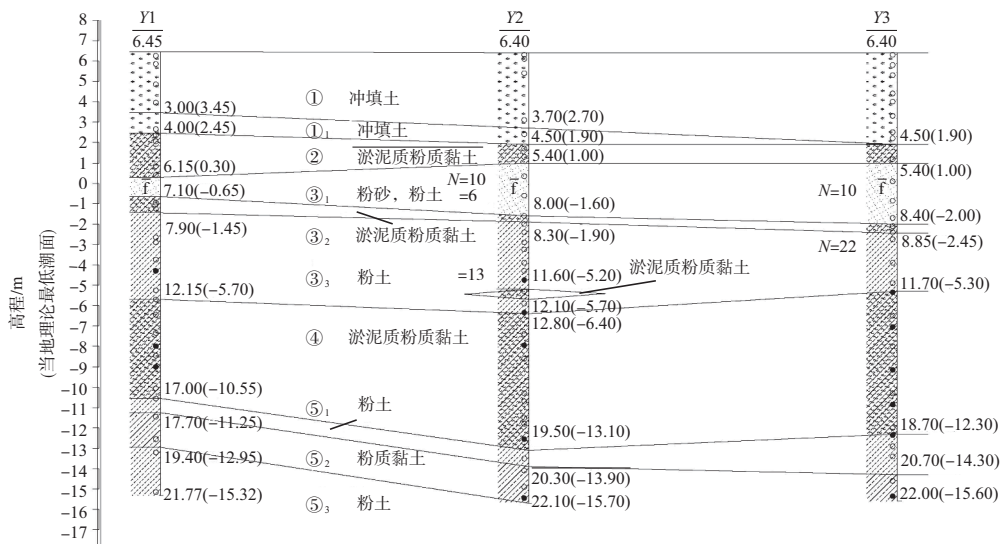 Y1
6.45
Y2
6.40
Y3
6.40
高程/m
(当地理论最低潮面)
8
7
6
5
4
3
2
1
0
-1
-2
-3
-4
-5
-6
-7
-8
-9
-10
-11
-12
-13
-14
-15
-16
-17
3.00(3.45)
4.00(2.45)
6.15(0.30)
f
7.10(-0.65)
7.90(-1.45)
12.15(-5.70)
17.00(-10.55)
17.70(-11.25)
19.40(-12.95)
21.77(-15.32)
① 冲填土
①₁ 冲填土
② 淤泥质粉质黏土
③₁ 粉砂，粉土
③₂ 淤泥质粉质黏土
③₃ 粉土
④ 淤泥质粉质黏土
⑤₁ 粉土
⑤₂ 粉质黏土
⑤₃ 粉土
N=10
=6
=13
3.70(2.70)
4.50(1.90)
5.40(1.00)
f
8.00(-1.60)
8.30(-1.90)
淤泥质粉质黏土
11.60(-5.20)
12.10(-5.70)
12.80(-6.40)
19.50(-13.10)
20.30(-13.90)
22.10(-15.70)
N=10
N=22
4.50(1.90)
5.40(1.00)
f
8.40(-2.00)
8.85(-2.45)
11.70(-5.30)
18.70(-12.30)
20.70(-14.30)
22.00(-15.60)